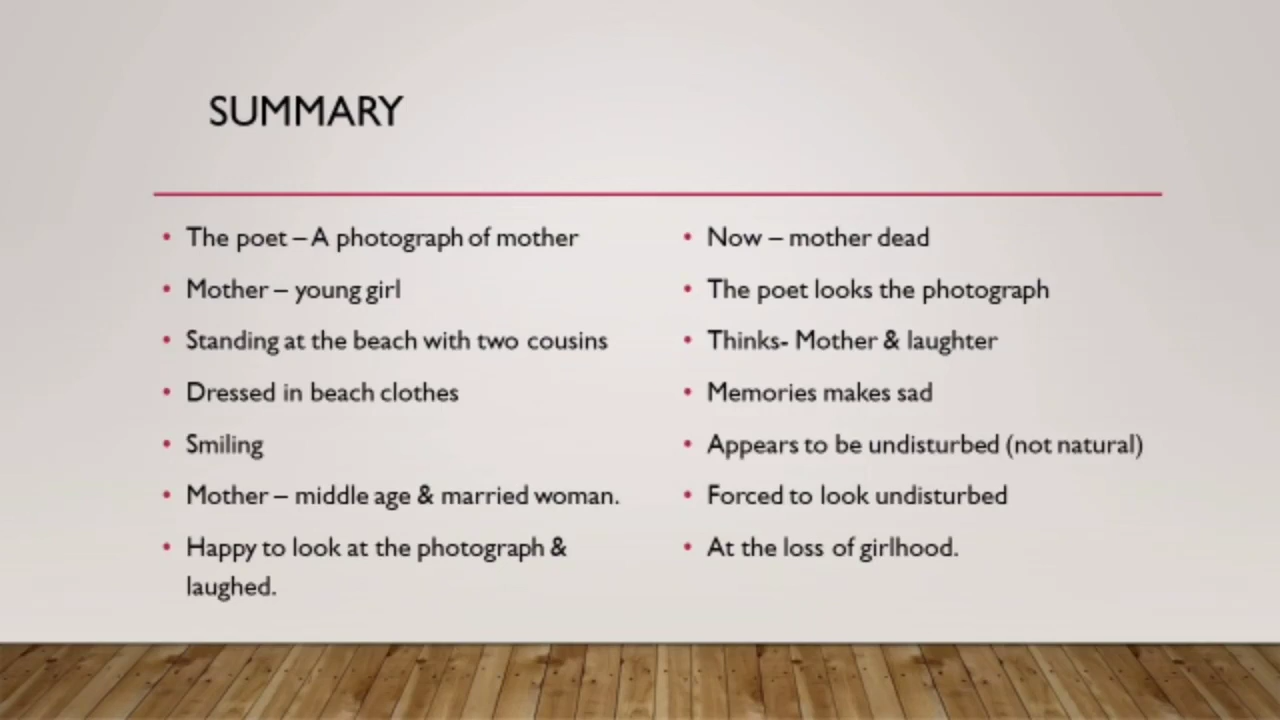 SUMMARY
• The poet – A photograph of mother
• Mother – young girl
• Standing at the beach with two cousins
• Dressed in beach clothes
• Smiling
• Mother – middle age & married woman.
• Happy to look at the photograph &
laughed.
• Now – mother dead
• The poet looks the photograph
• Thinks- Mother & laughter
• Memories makes sad
• Appears to be undisturbed (not natural)
• Forced to look undisturbed
• At the loss of girlhood.